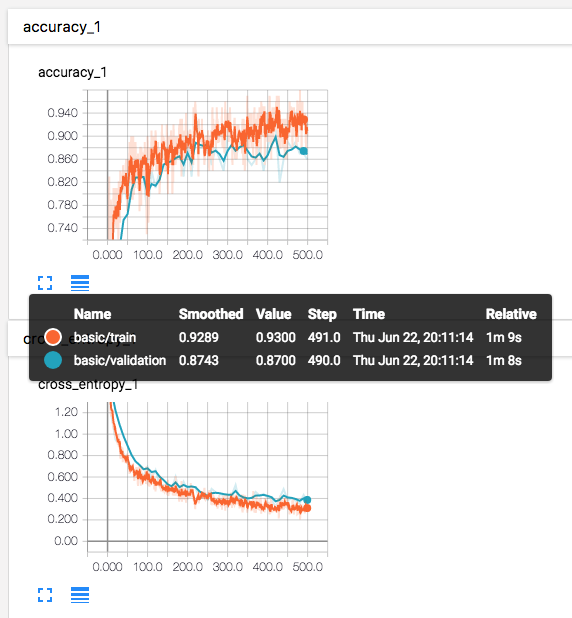 accuracy_1
accuracy_1
0.940
0.900
0.860
0.820
0.780
0.740
0.000 100.0 200.0 300.0 400.0 500.0
Name Smoothed Value Step Time Relative
basic/train 0.9289 0.9300 491.0 Thu Jun 22, 20:11:14 1m 9s
basic/validation 0.8743 0.8700 490.0 Thu Jun 22, 20:11:14 1m 8s
cross_entropy_1
cross_entropy_1
1.20
1.00
0.800
0.600
0.400
0.200
0.00
0.000 100.0 200.0 300.0 400.0 500.0